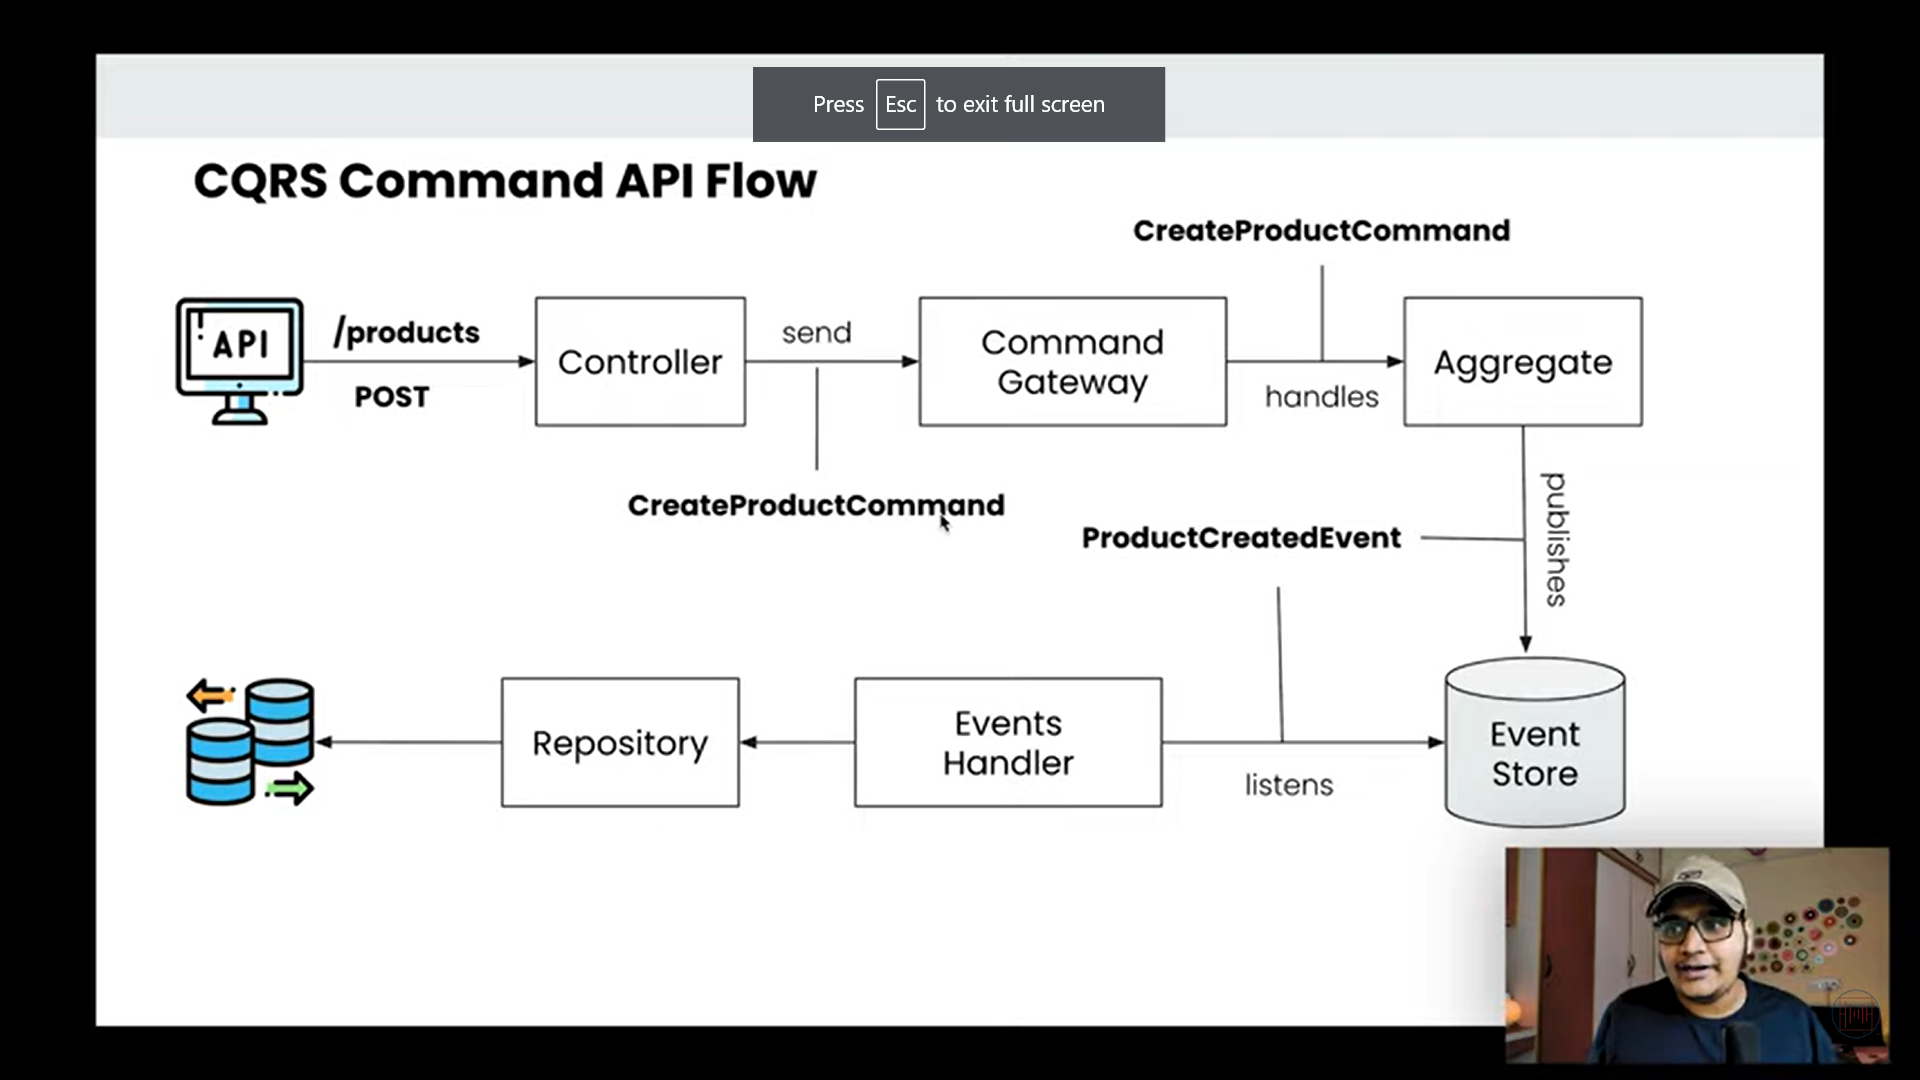 Press Esc to exit full screen
CQRS Command API Flow
CreateProductCommand
API
/products
POST
Controller
send
Command
Gateway
handles
Aggregate
CreateProductCommand
ProductCreatedEvent
publishes
Repository
Events
Handler
listens
Event
Store